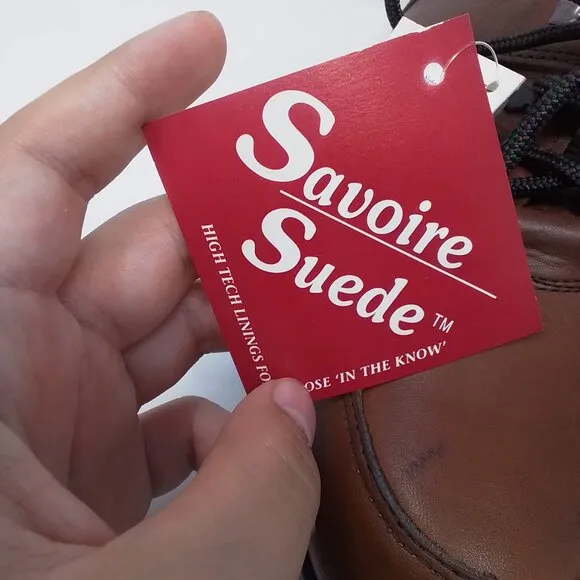 Savoire
Suede™
HIGH TECH LININGS FO
OSE 'IN THE KNOW'